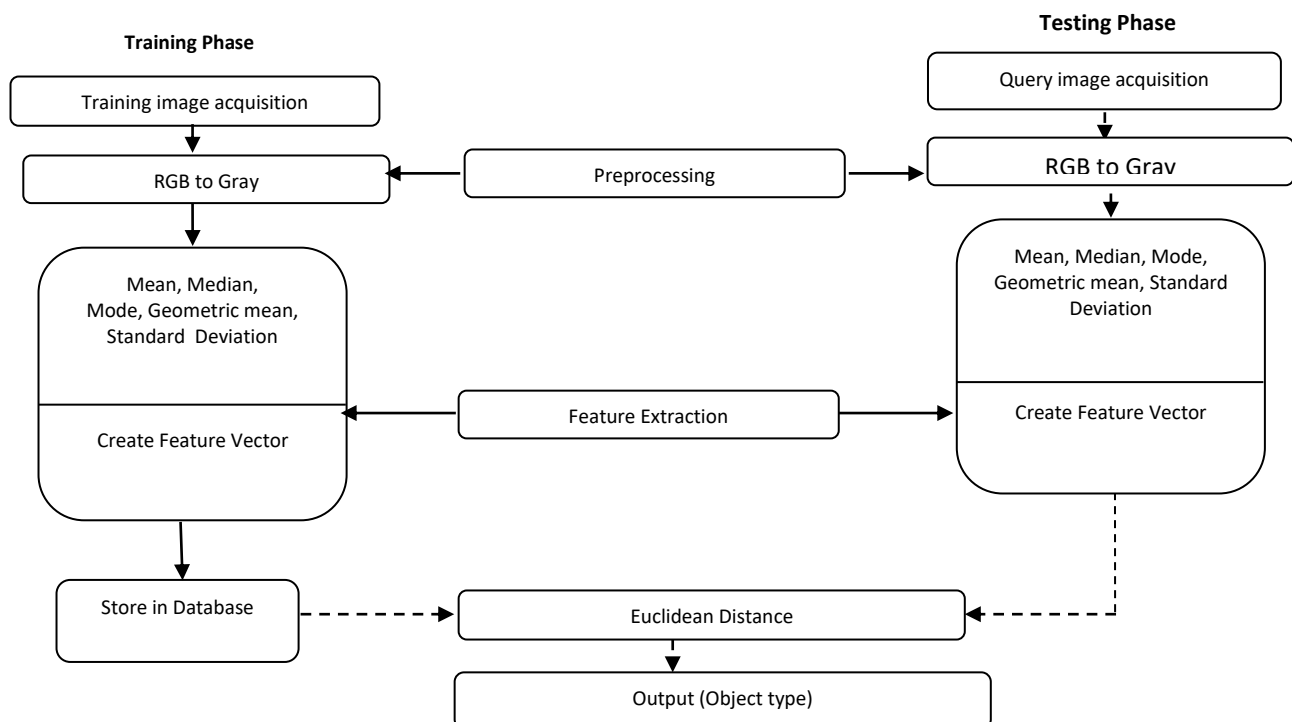 Training Phase
Testing Phase
Training image acquisition
Query image acquisition
RGB to Gray
Preprocessing
RGB to Gray
Mean, Median,
Mode, Geometric mean,
Standard Deviation
Mean, Median, Mode,
Geometric mean, Standard
Deviation
Create Feature Vector
Feature Extraction
Create Feature Vector
Store in Database
Euclidean Distance
Output (Object type)